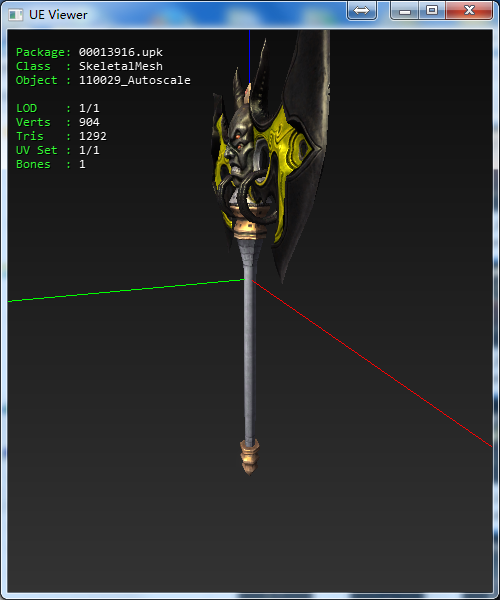 UE Viewer
Package: 00013916.upk
Class : SkeletalMesh
Object : 110029_Autoscale
LOD : 1/1
Verts : 904
Tris : 1292
UV Set : 1/1
Bones : 1